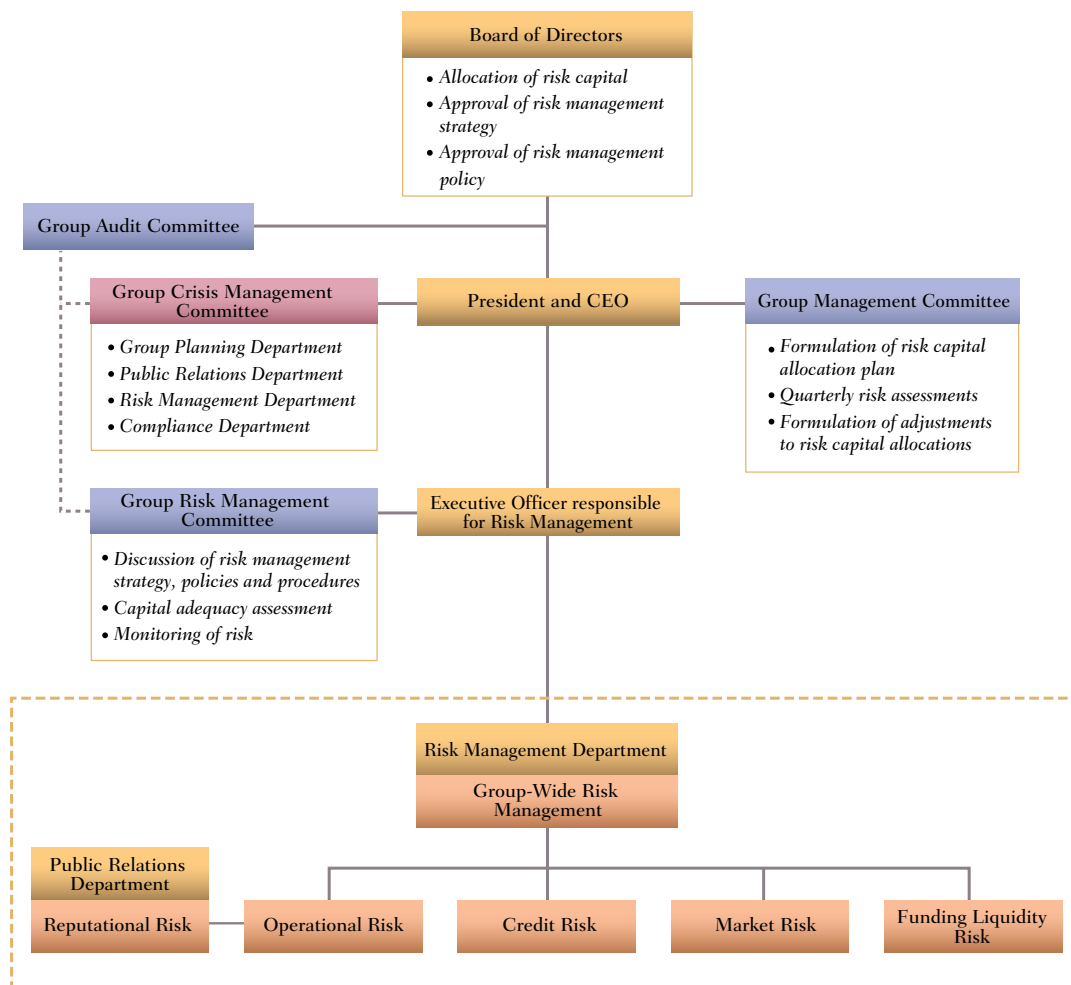 Board of Directors
• Allocation of risk capital
• Approval of risk management
strategy
• Approval of risk management
policy
Group Audit Committee
Group Crisis Management
Committee
• Group Planning Department
• Public Relations Department
• Risk Management Department
• Compliance Department
President and CEO
Group Management Committee
• Formulation of risk capital
allocation plan
• Quarterly risk assessments
• Formulation of adjustments
to risk capital allocations
Group Risk Management
Committee
• Discussion of risk management
strategy, policies and procedures
• Capital adequacy assessment
• Monitoring of risk
Executive Officer responsible
for Risk Management
Risk Management Department
Group-Wide Risk
Management
Public Relations
Department
Reputational Risk
Operational Risk
Credit Risk
Market Risk
Funding Liquidity
Risk